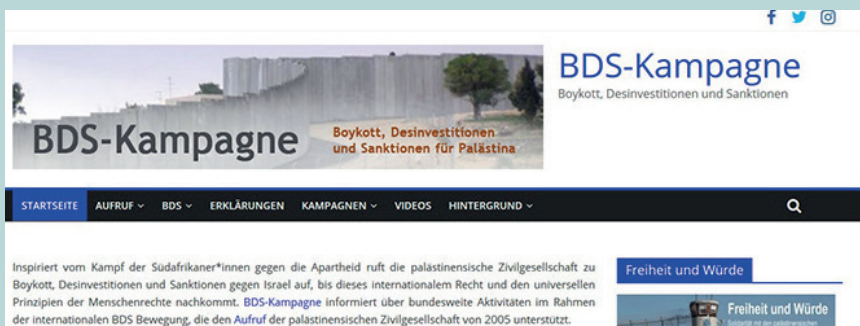 BDS-Kampagne
Boykott, Desinvestitionen und Sanktionen
BDS-Kampagne
Boykott, Desinvestitionen
und Sanktionen für Palästina
STARTSEITE AUFRUF BDS ERKLÄRUNGEN KAMPAGNEN VIDEOS HINTERGRUND
Inspiriert vom Kampf der Südafrikaner*innen gegen die Apartheid ruft die palästinensische Zivilgesellschaft zu
Boykott, Desinvestitionen und Sanktionen gegen Israel auf, bis dieses internationalem Recht und den universellen
Prinzipien der Menschenrechte nachkommt. BDS-Kampagne informiert über bundesweite Aktivitäten im Rahmen
der internationalen BDS Bewegung, die den Aufruf der palästinensischen Zivilgesellschaft von 2005 unterstützt.
Freiheit und Würde
Freiheit und Würde
Solidarität mit den palästinensischen